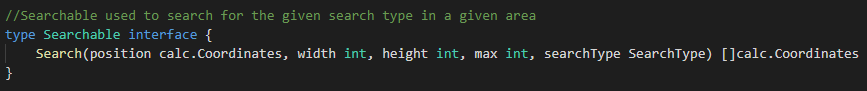 //Searchable used to search for the given search type in a given area
type Searchable interface {
    Search(position calc.Coordinates, width int, height int, max int, searchType SearchType) []calc.Coordinates
}